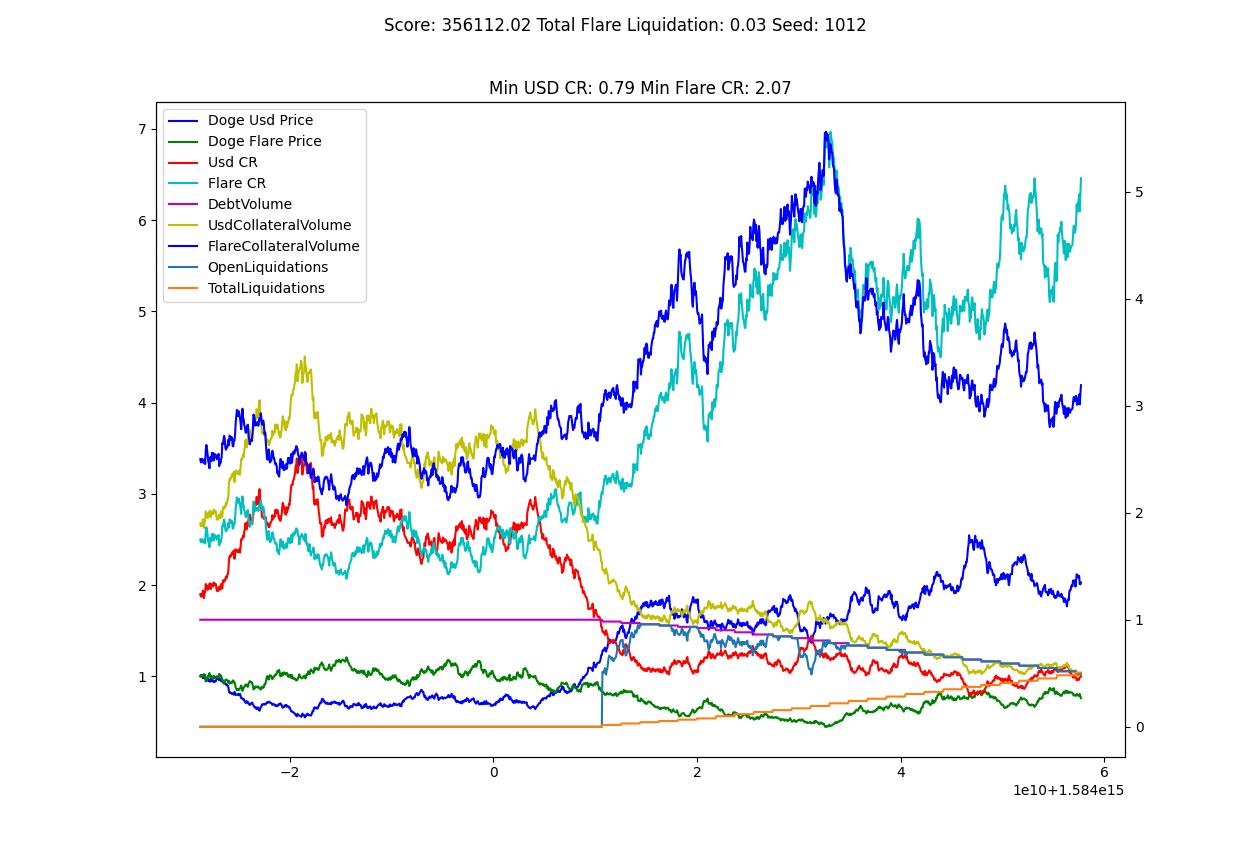 Score: 356112.02 Total Flare Liquidation: 0.03 Seed: 1012
Min USD CR: 0.79 Min Flare CR: 2.07
Doge Usd Price
Doge Flare Price
Usd CR
Flare CR
DebtVolume
UsdCollateralVolume
FlareCollateralVolume
OpenLiquidations
TotalLiquidations
7
6
5
4
3
2
1
5
4
3
2
1
0
−2
0
2
4
6
1e10+1.584e15